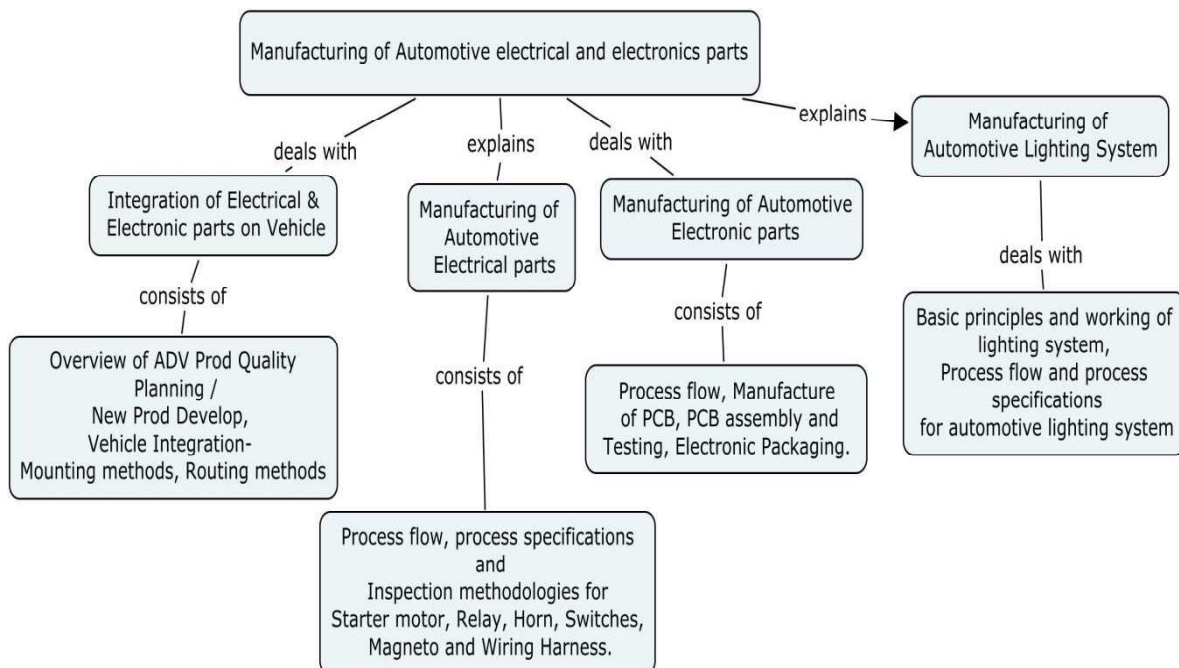 Manufacturing of Automotive electrical and electronics parts
deals with
explains
deals with
explains
Manufacturing of
Automotive Lighting System
Integration of Electrical &
Electronic parts on Vehicle
Manufacturing of
Automotive
Electrical parts
Manufacturing of Automotive
Electronic parts
consists of
consists of
consists of
deals with
Overview of ADV Prod Quality
Planning /
New Prod Develop,
Vehicle Integration-
Mounting methods, Routing methods
Process flow, process specifications
and
Inspection methodologies for
Starter motor, Relay, Horn, Switches,
Magneto and Wiring Harness.
Process flow, Manufacture
of PCB, PCB assembly and
Testing, Electronic Packaging.
Basic principles and working of
lighting system,
Process flow and process
specifications
for automotive lighting system